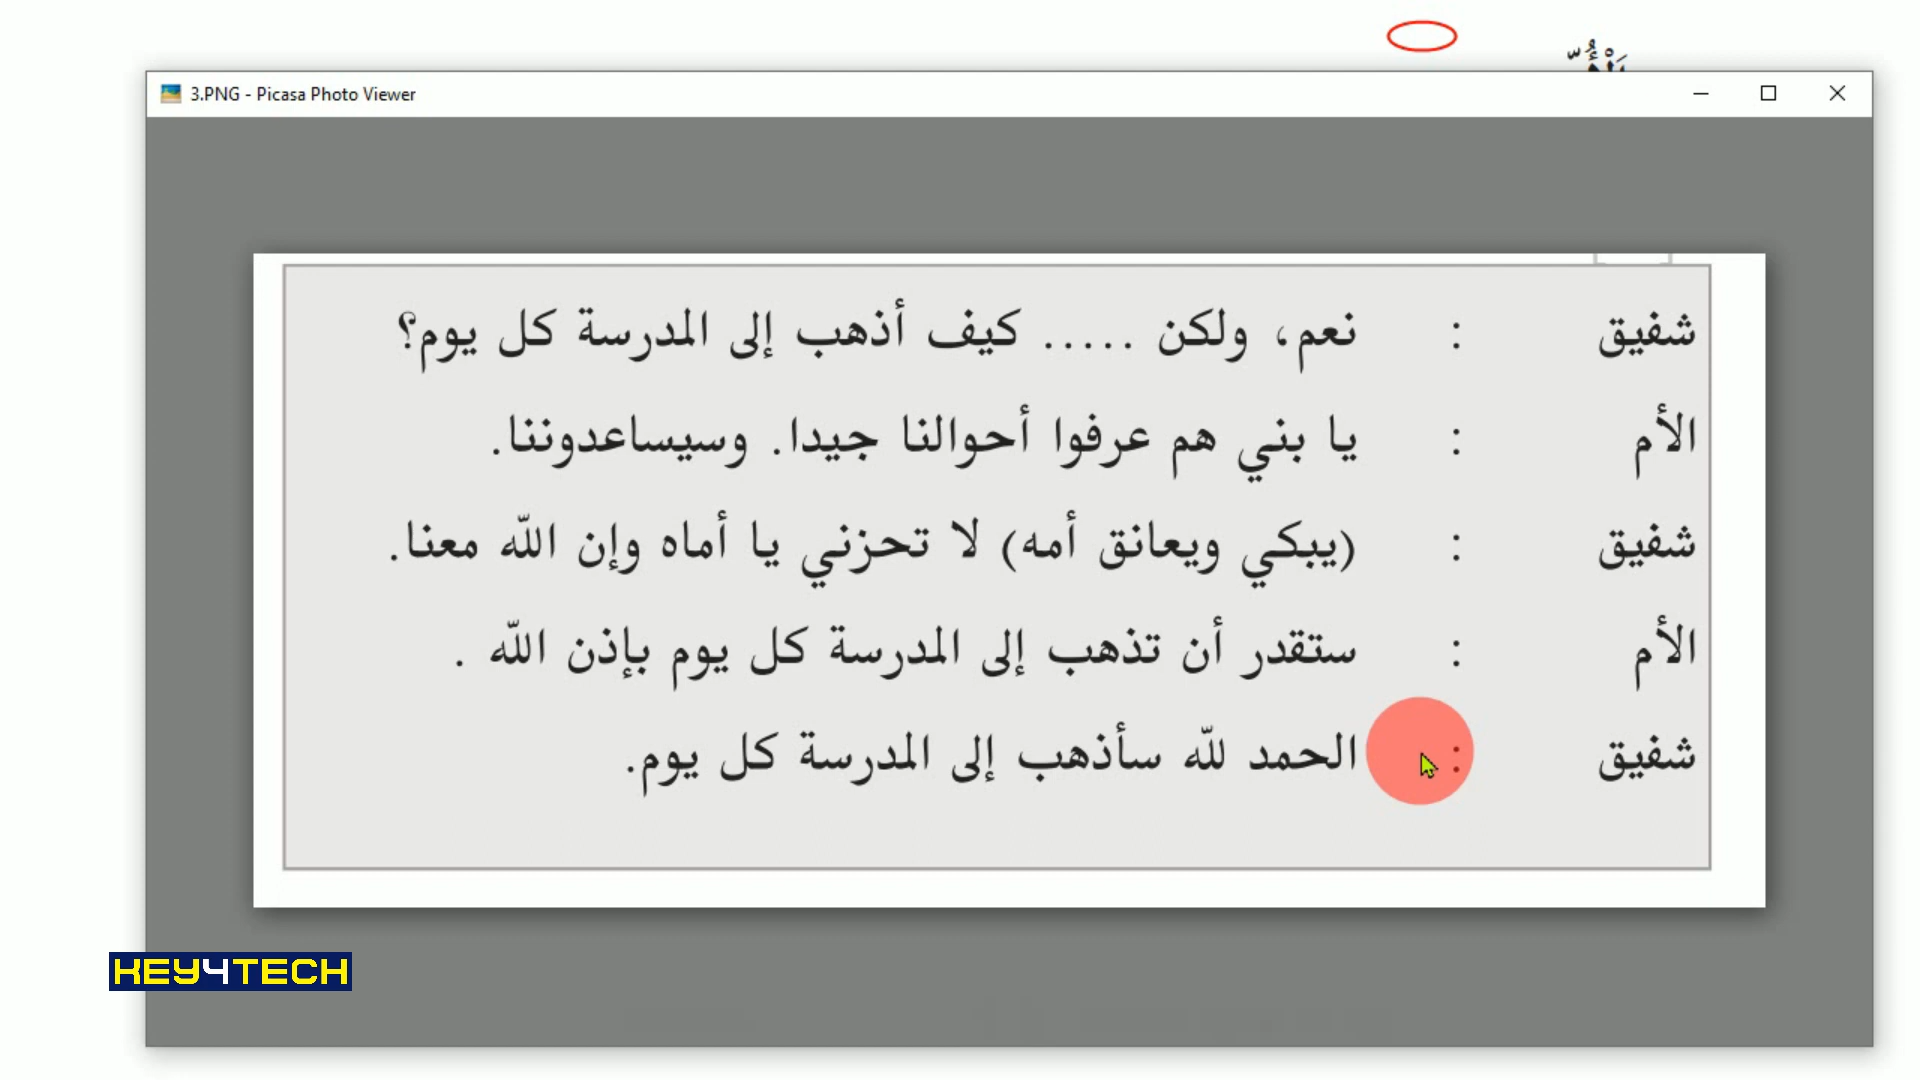 3.PNG - Picasa Photo Viewer
شفيق : نعم، ولكن ..... كيف أذهب إلى المدرسة كل يوم؟
الأم : يا بني هم عرفوا أحوالنا جيدا. وسيساعدوننا.
شفيق : (يبكي ويعانق أمه) لا تحزني يا أماه وإن الله معنا.
الأم : ستقدر أن تذهب إلى المدرسة كل يوم بإذن الله .
شفيق : الحمد لله سأذهب إلى المدرسة كل يوم.
KEY4TECH